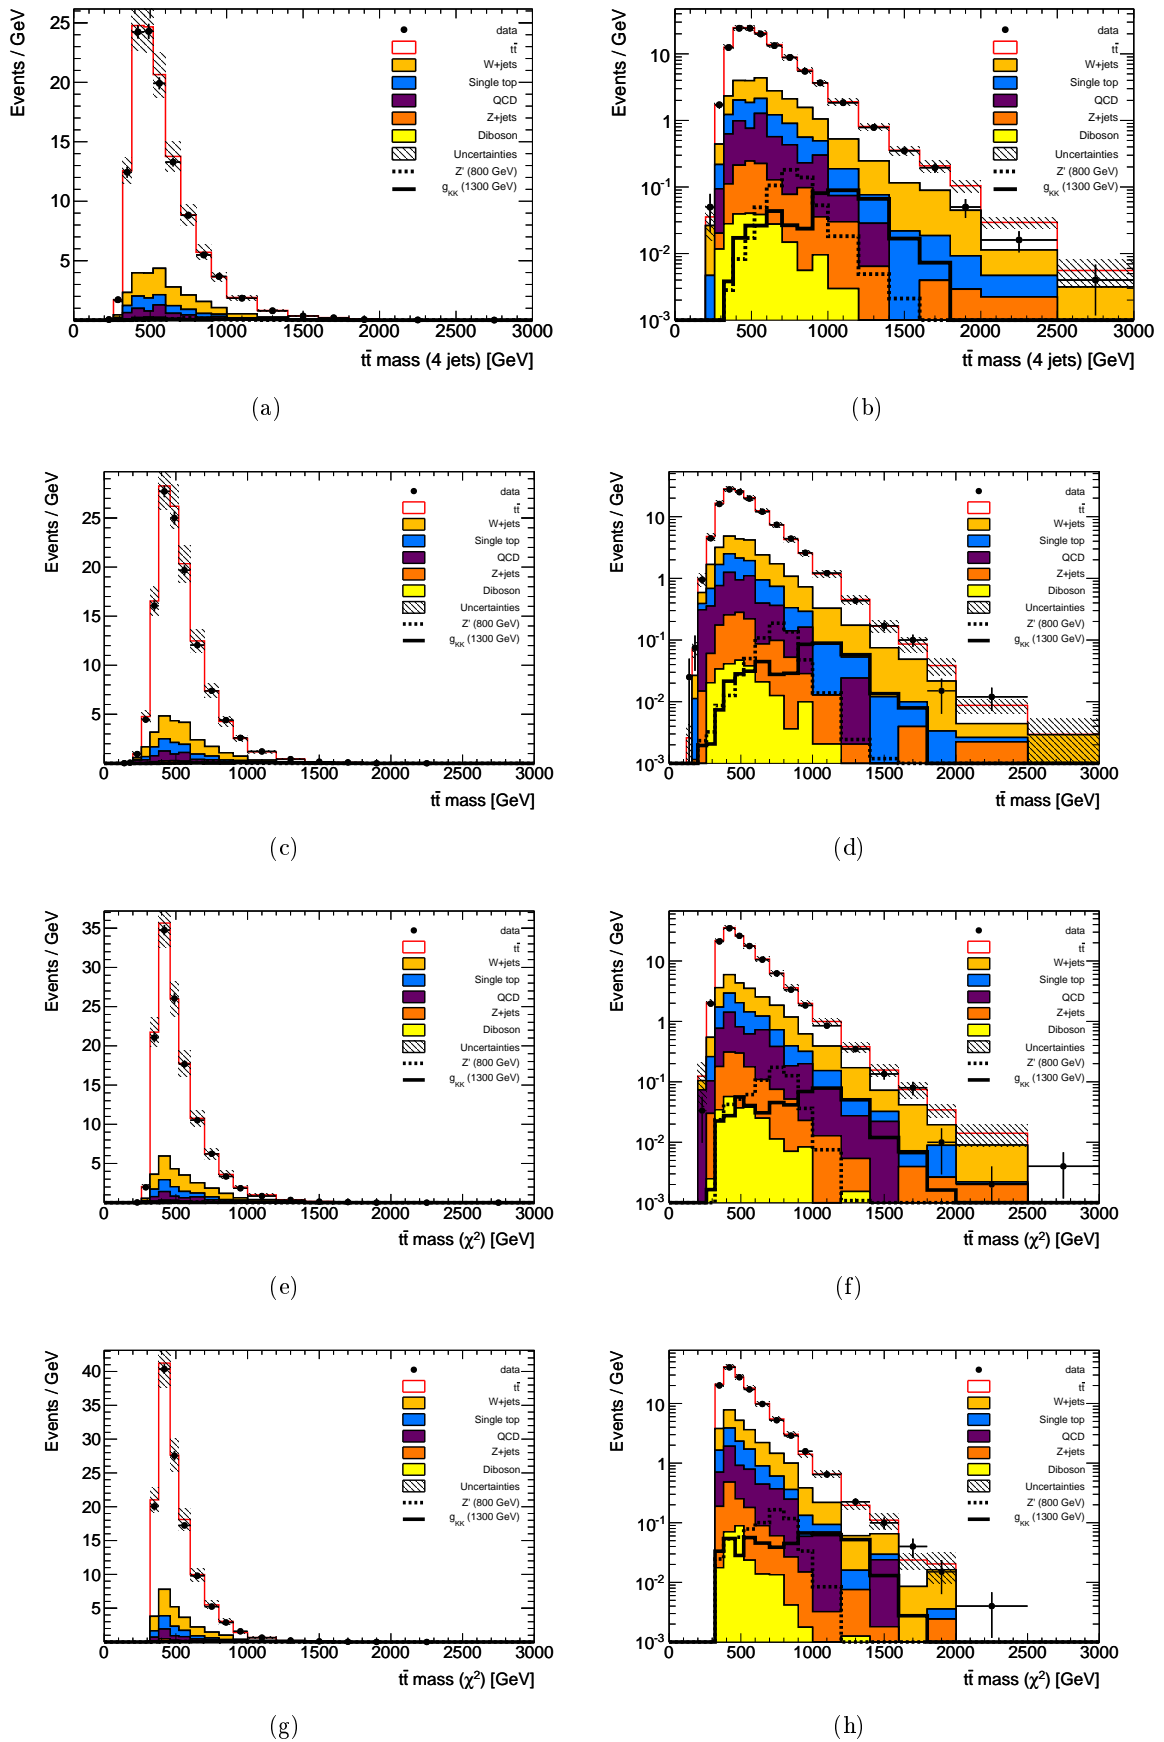 Events / GeV
25
20
15
10
5
0 500 1000 1500 2000 2500 3000
tt̄ mass (4 jets) [GeV]
data
tt̄
W+jets
Single top
QCD
Z+jets
Diboson
Uncertainties
Z' (800 GeV)
g_KK (1300 GeV)
(a)
Events / GeV
10
1
10⁻¹
10⁻²
10⁻³
0 500 1000 1500 2000 2500 3000
tt̄ mass (4 jets) [GeV]
data
tt̄
W+jets
Single top
QCD
Z+jets
Diboson
Uncertainties
Z' (800 GeV)
g_KK (1300 GeV)
(b)
Events / GeV
25
20
15
10
5
0 500 1000 1500 2000 2500 3000
tt̄ mass [GeV]
data
tt̄
W+jets
Single top
QCD
Z+jets
Diboson
Uncertainties
Z' (800 GeV)
g_KK (1300 GeV)
(c)
Events / GeV
10
1
10⁻¹
10⁻²
10⁻³
0 500 1000 1500 2000 2500 3000
tt̄ mass [GeV]
data
tt̄
W+jets
Single top
QCD
Z+jets
Diboson
Uncertainties
Z' (800 GeV)
g_KK (1300 GeV)
(d)
Events / GeV
35
30
25
20
15
10
5
0 500 1000 1500 2000 2500 3000
tt̄ mass (χ²) [GeV]
data
tt̄
W+jets
Single top
QCD
Z+jets
Diboson
Uncertainties
Z' (800 GeV)
g_KK (1300 GeV)
(e)
Events / GeV
10
1
10⁻¹
10⁻²
10⁻³
0 500 1000 1500 2000 2500 3000
tt̄ mass (χ²) [GeV]
data
tt̄
W+jets
Single top
QCD
Z+jets
Diboson
Uncertainties
Z' (800 GeV)
g_KK (1300 GeV)
(f)
Events / GeV
40
35
30
25
20
15
10
5
0 500 1000 1500 2000 2500 3000
tt̄ mass (χ²) [GeV]
data
tt̄
W+jets
Single top
QCD
Z+jets
Diboson
Uncertainties
Z' (800 GeV)
g_KK (1300 GeV)
(g)
Events / GeV
10
1
10⁻¹
10⁻²
10⁻³
0 500 1000 1500 2000 2500 3000
tt̄ mass (χ²) [GeV]
data
tt̄
W+jets
Single top
QCD
Z+jets
Diboson
Uncertainties
Z' (800 GeV)
g_KK (1300 GeV)
(h)